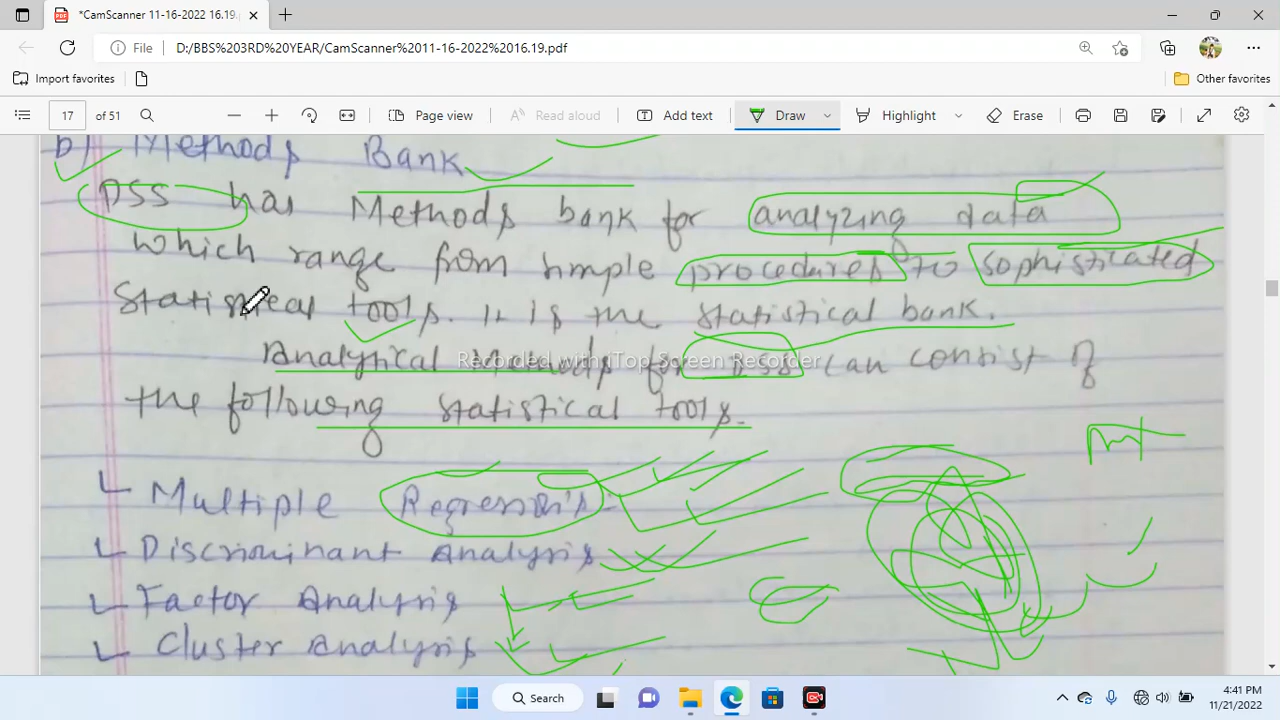 *CamScanner 11-16-2022 16.19.
File D:/BBS%203RD%20YEAR/CamScanner%2011-16-2022%2016.19.pdf
Import favorites
Other favorites
17 of 51
Page view
Read aloud
Add text
Draw
Highlight
Erase
b) Methods Bank
DSS has Methods bank for analyzing data
which range from simple procedures to sophisticated
Statistical tools. It is the statistical bank.
Analytical Methods for DSS can consist of
the following statistical tools.
Multiple Regression's:
Discriminant Analysis
Factor Analysis
Cluster Analysis
Recorded with iTop Screen Recorder
Search
4:41 PM
11/21/2022